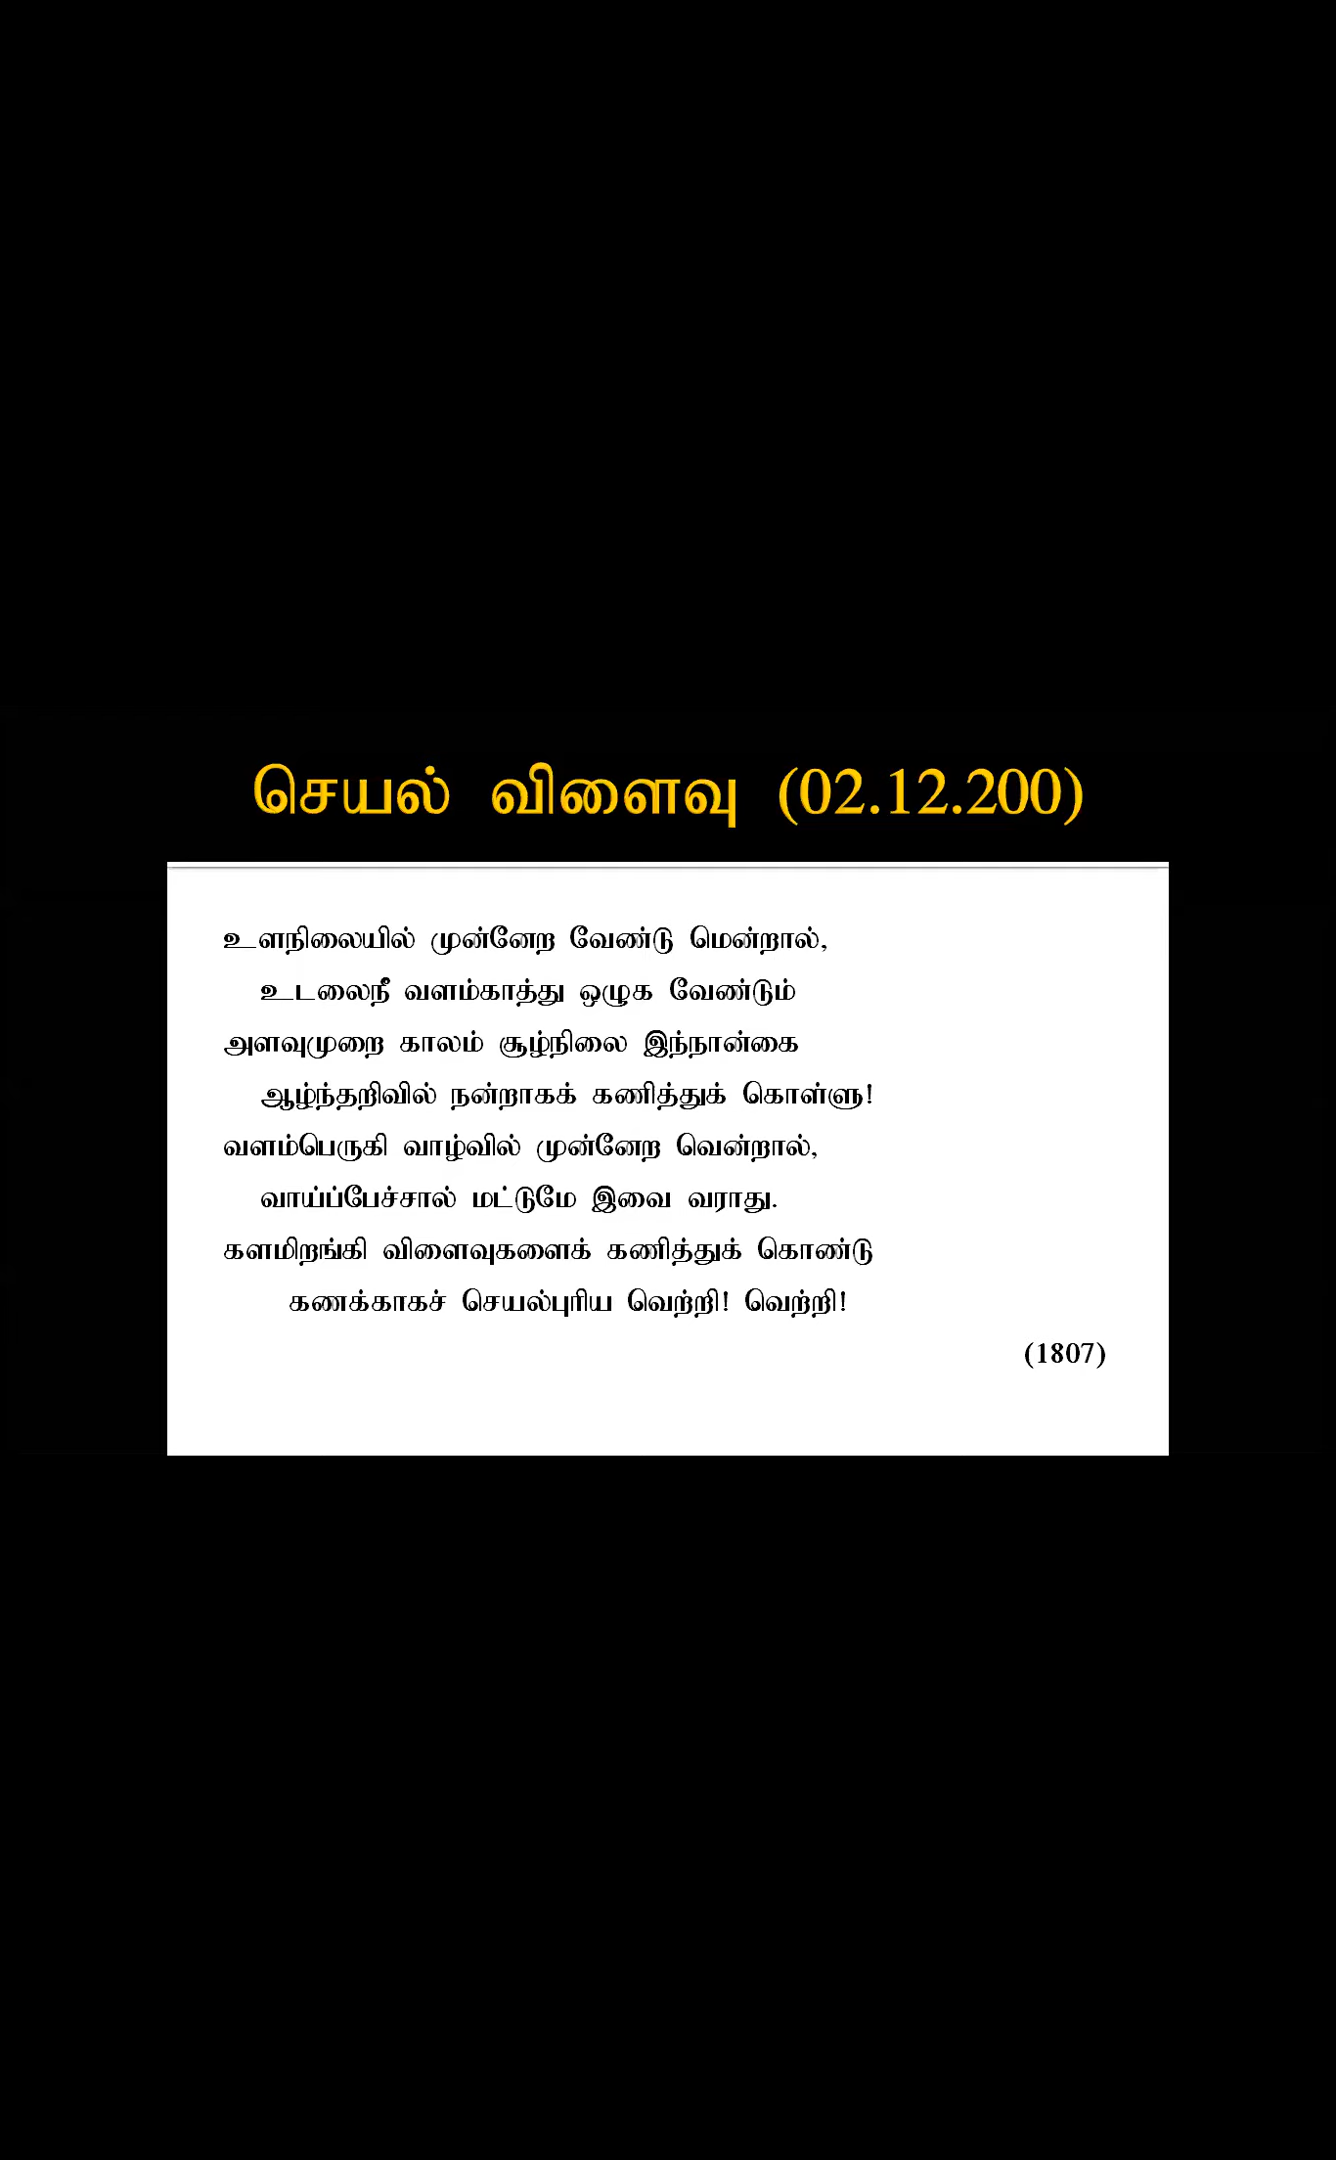 செயல் விளைவு (02.12.200)
உளநிலையில் முன்னேற வேண்டு மென்றால்,
உடலைநீ வளம்காத்து ஒழுக வேண்டும்
அளவுமுறை காலம் சூழ்நிலை இந்நான்கை
ஆழ்ந்தறிவில் நன்றாகக் கணித்துக் கொள்ளு!
வளம்பெருகி வாழ்வில் முன்னேற வென்றால்,
வாய்ப்பேச்சால் மட்டுமே இவை வராது.
களமிறங்கி விளைவுகளைக் கணித்துக் கொண்டு
கணக்காகச் செயல்புரிய வெற்றி! வெற்றி!
(1807)